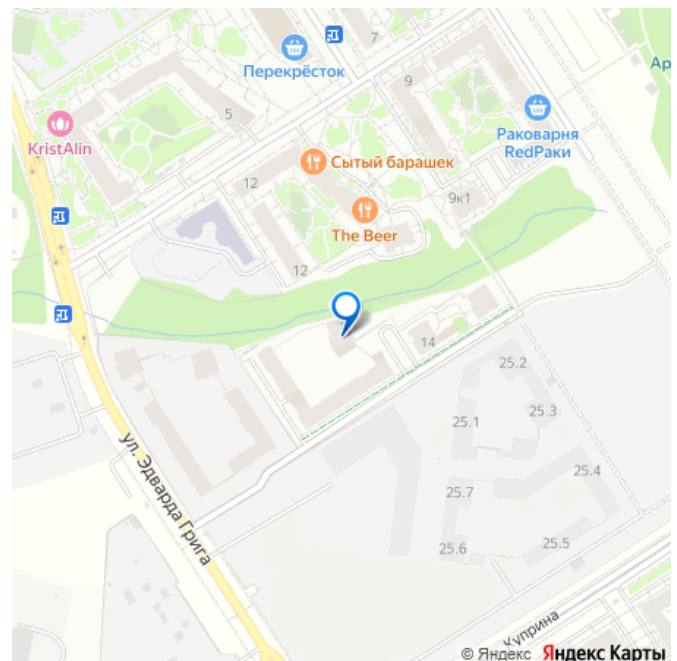 7
Перекрёсток
9
Ар
5
KristAlin
Раковарня
RedРаки
Сытый барашек
12
9к1
The Beer
12
14
25.2
25.3
25.1
25.4
ул. Эдварда Грига
25.7
25.6
25.5
Куприна
© Яндекс Яндекс Карты